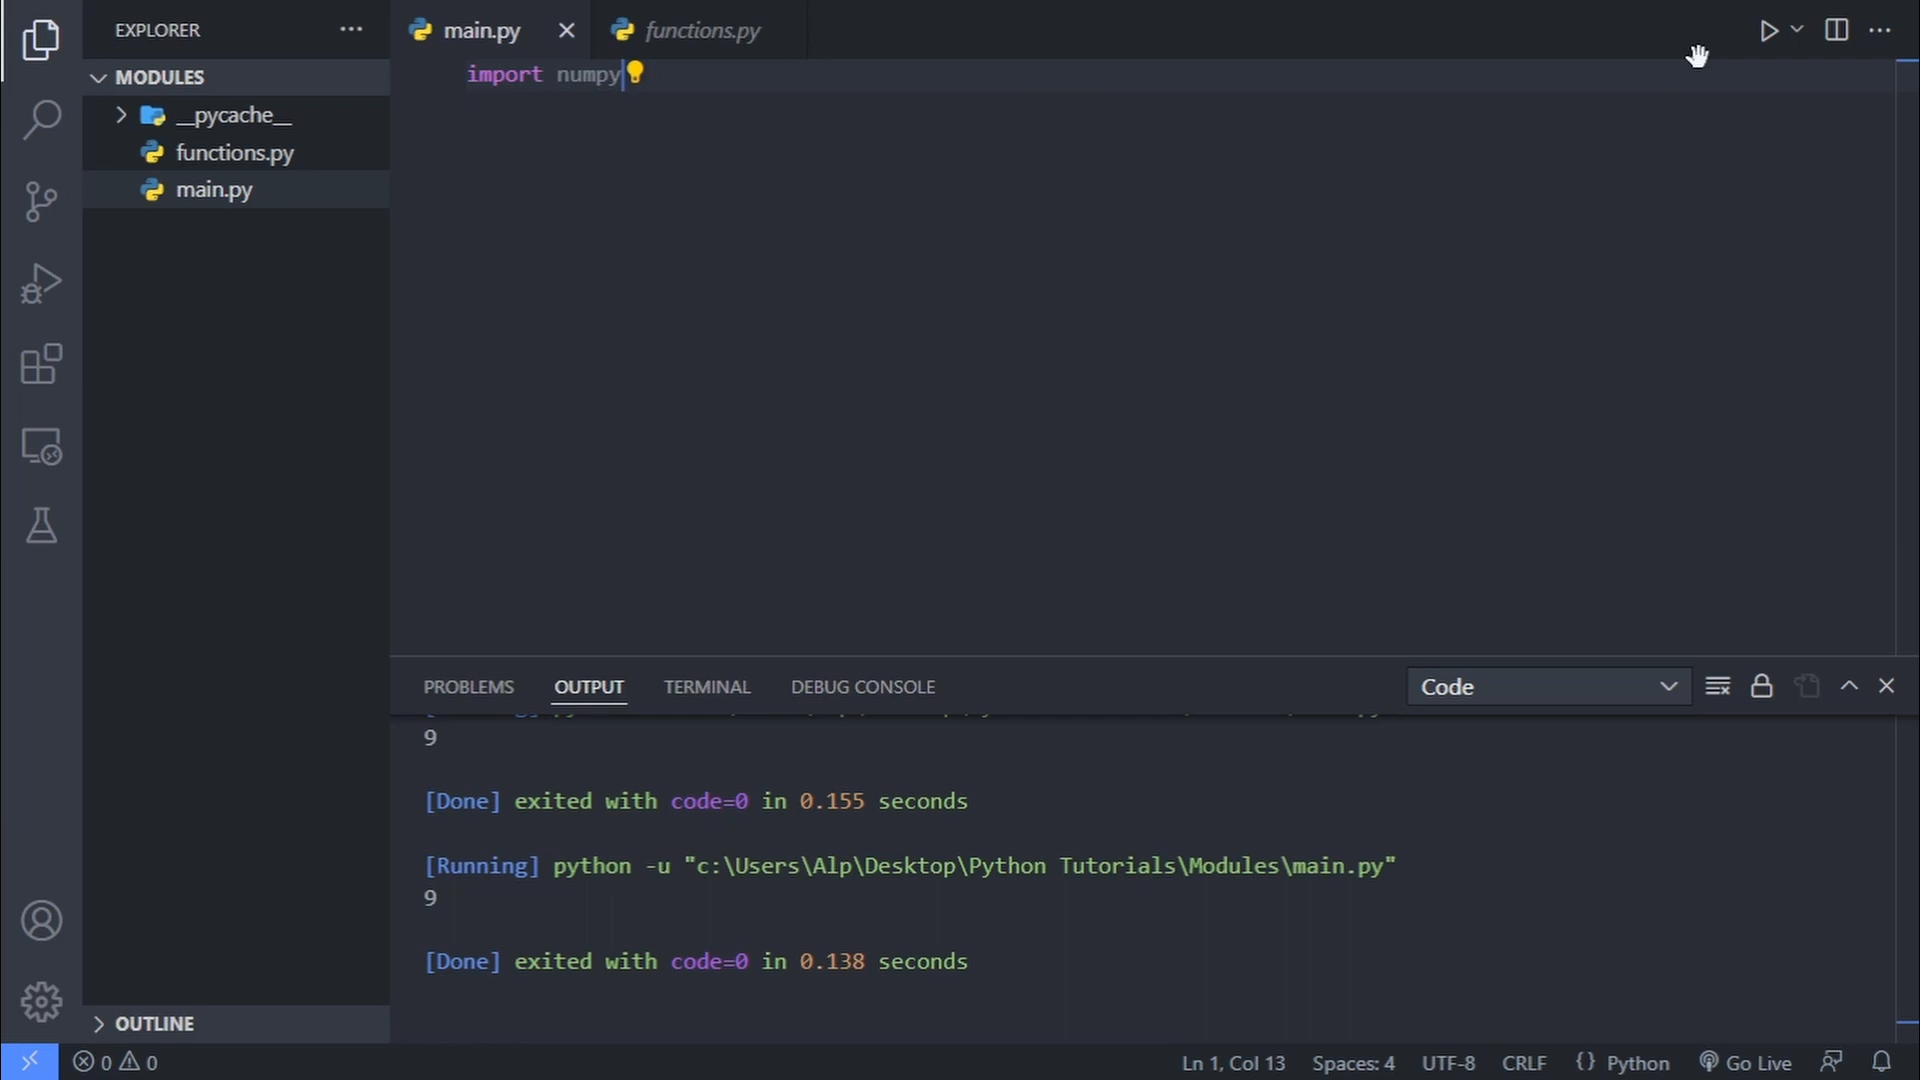 EXPLORER
MODULES
__pycache__
functions.py
main.py
OUTLINE
main.py
functions.py
import numpy
PROBLEMS
OUTPUT
TERMINAL
DEBUG CONSOLE
Code
9
[Done] exited with code=0 in 0.155 seconds
[Running] python -u "c:\Users\Alp\Desktop\Python Tutorials\Modules\main.py"
9
[Done] exited with code=0 in 0.138 seconds
0 0
Ln 1, Col 13
Spaces: 4
UTF-8
CRLF
{} Python
Go Live